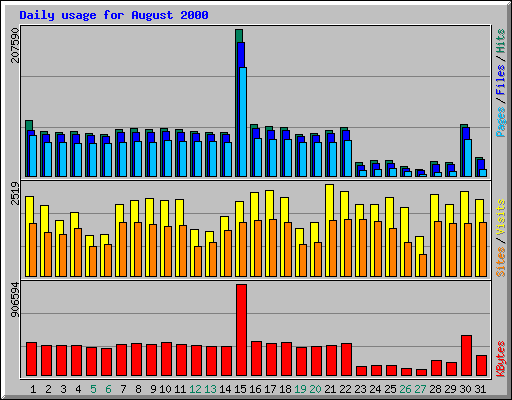 Daily usage for August 2000
207590
Pages / Files / Hits
2519
Sites / Visits
906594
KBytes
1 2 3 4 5 6 7 8 9 10 11 12 13 14 15 16 17 18 19 20 21 22 23 24 25 26 27 28 29 30 31